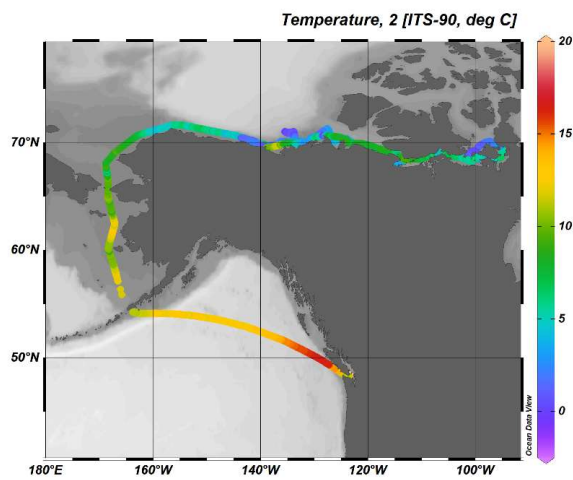 Temperature, 2 [ITS-90, deg C]
20
15
10
5
0
70°N
60°N
50°N
Ocean Data View
180°E
160°W
140°W
120°W
100°W